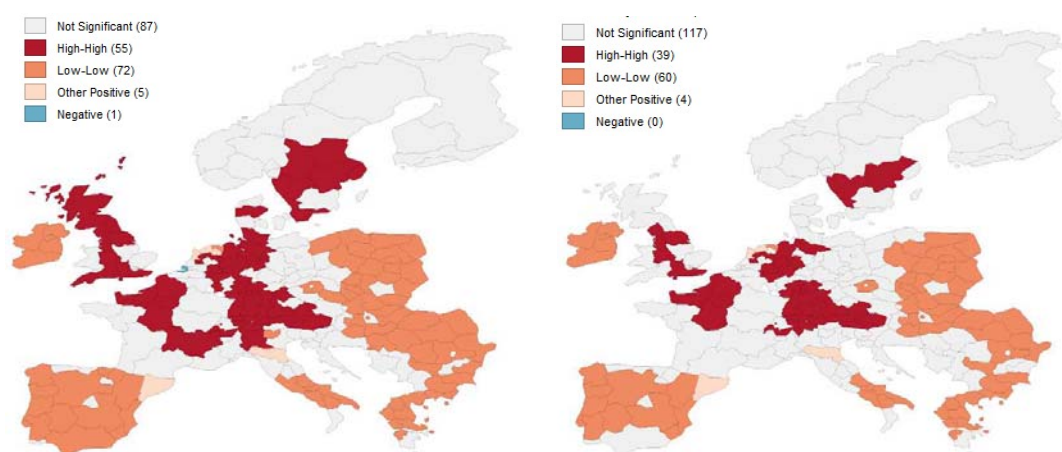 Not Significant (87)
High-High (55)
Low-Low (72)
Other Positive (5)
Negative (1)
Not Significant (117)
High-High (39)
Low-Low (60)
Other Positive (4)
Negative (0)